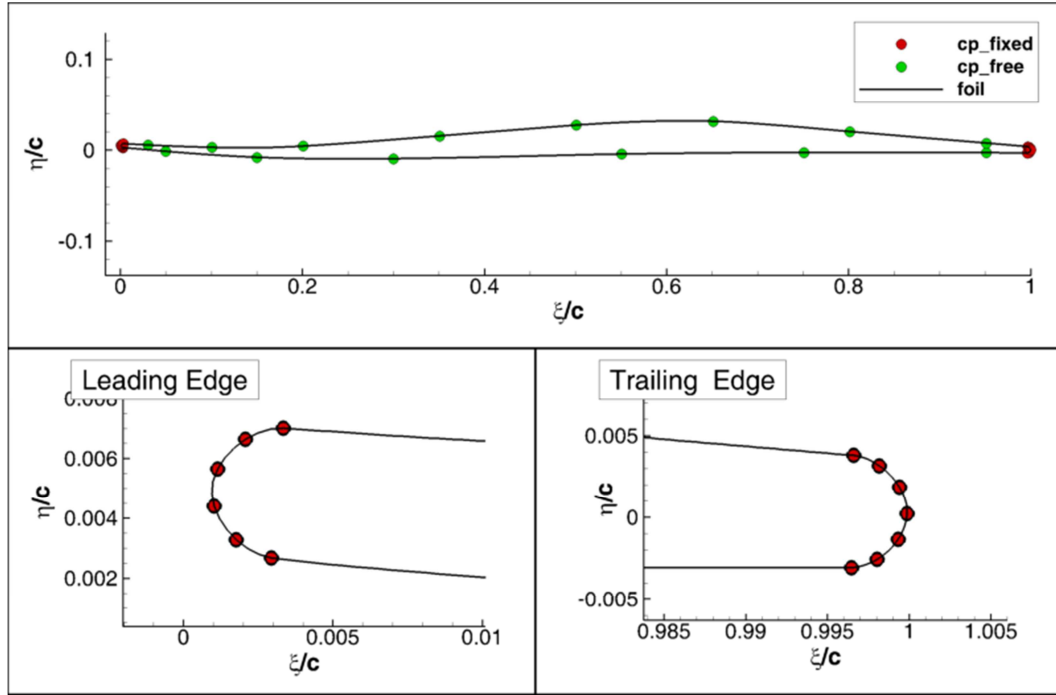 0.1
0
-0.1
η/c
0
0.2
0.4
0.6
0.8
1
ξ/c
cp_fixed
cp_free
foil
Leading Edge
0.008
0.006
0.004
0.002
η/c
0
0.005
0.01
ξ/c
Trailing Edge
0.005
0
-0.005
η/c
0.985
0.99
0.995
1
1.005
ξ/c